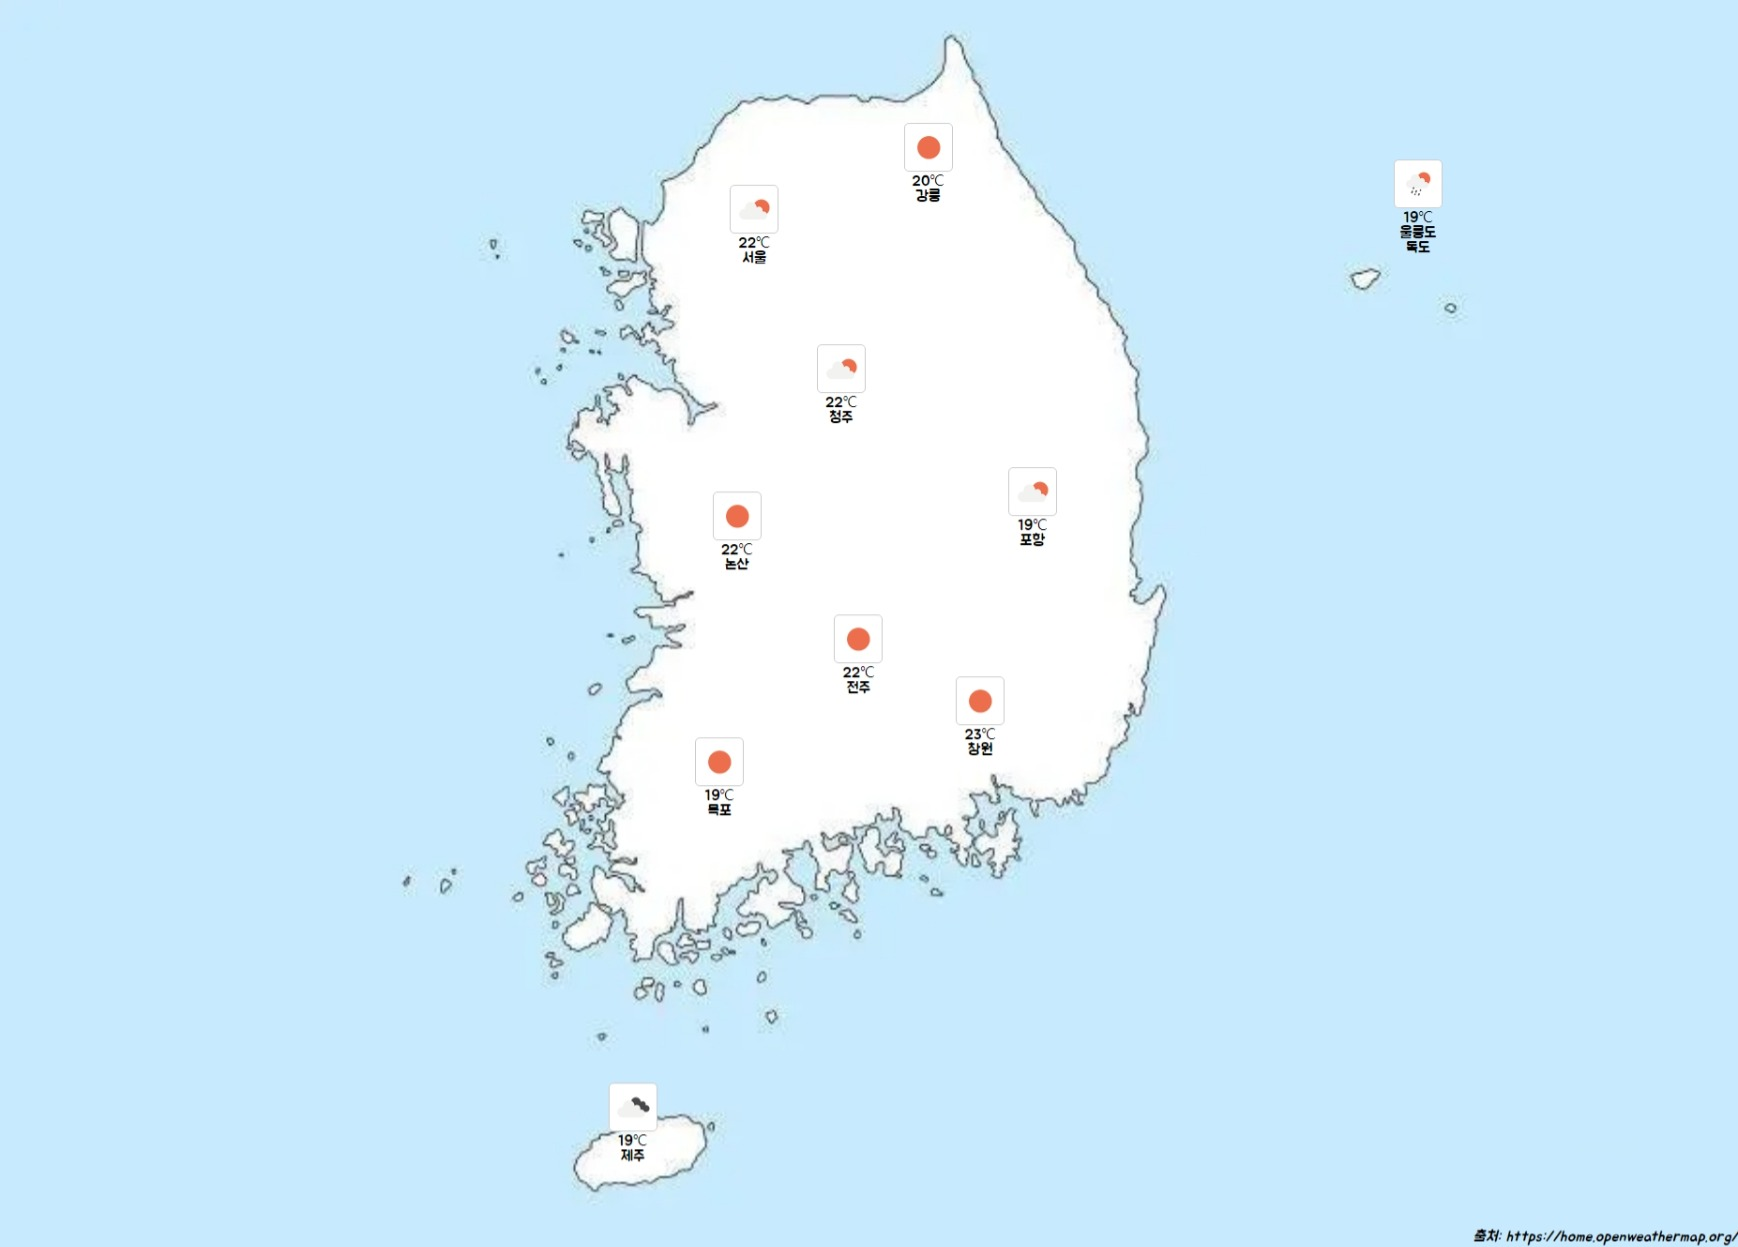 20℃
강릉
19℃
울릉도
독도
22℃
서울
22℃
청주
19℃
포항
22℃
논산
22℃
전주
23℃
창원
19℃
목포
19℃
제주
출처: https://home.openweathermap.org/